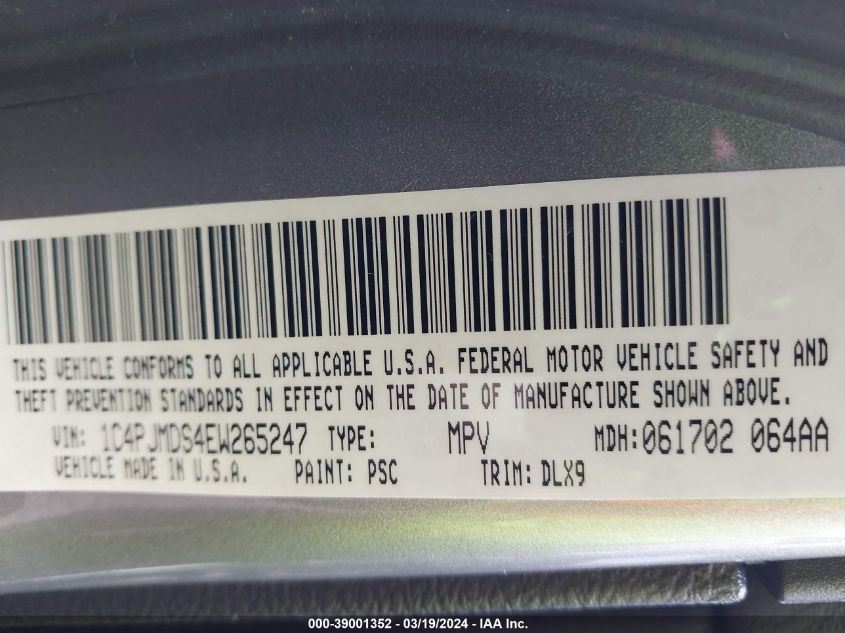 THIS VEHICLE CONFORMS TO ALL APPLICABLE U.S.A. FEDERAL MOTOR VEHICLE SAFETY AND
THEFT PREVENTION STANDARDS IN EFFECT ON THE DATE OF MANUFACTURE SHOWN ABOVE.
VIN: 1C4PJMDS4EW265247 TYPE: MPV MDH:061702 064AA
VEHICLE MADE IN U.S.A. PAINT: PSC TRIM: DLX9
000-39001352 - 03/19/2024 - IAA Inc.